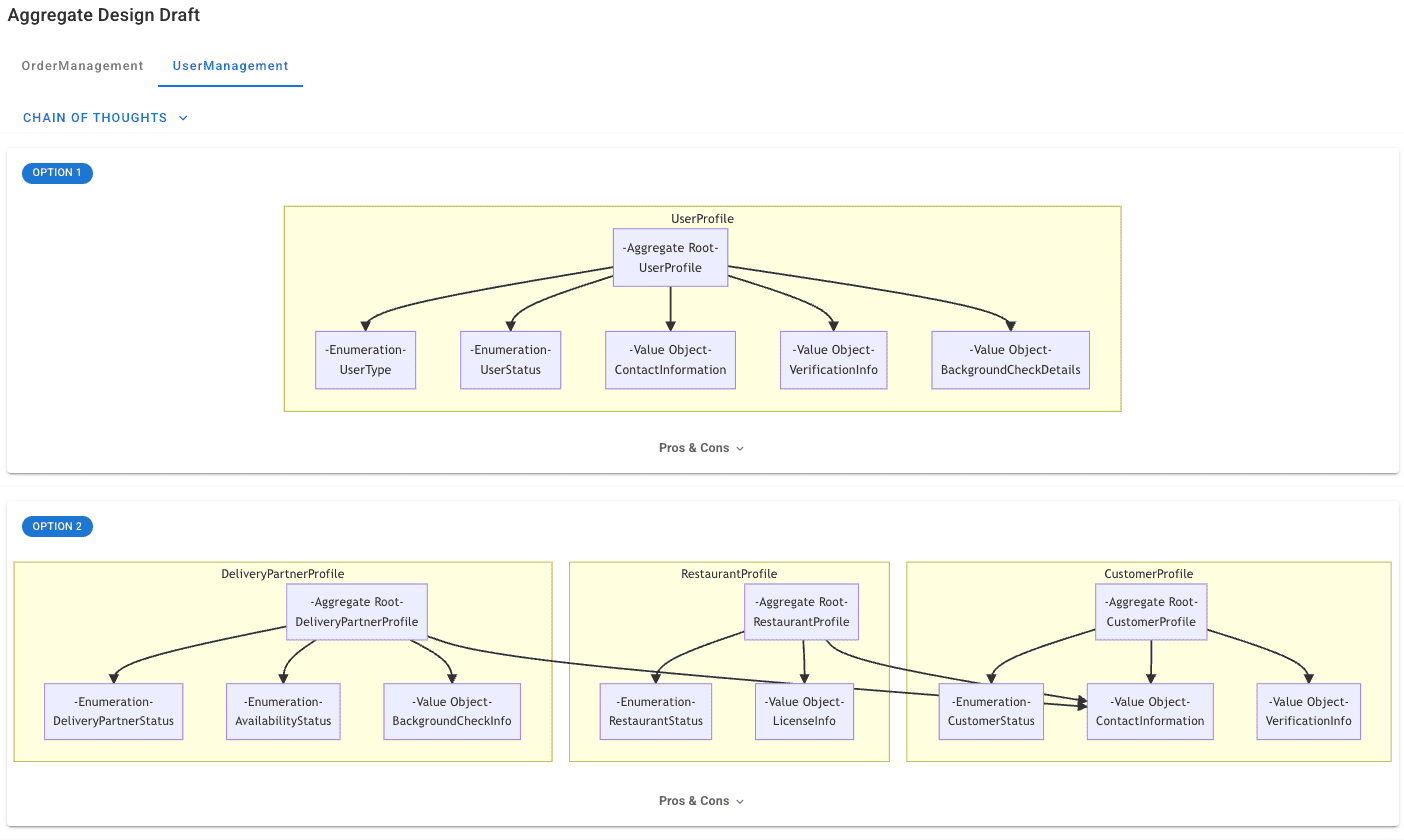 Aggregate Design Draft
OrderManagement
UserManagement
CHAIN OF THOUGHTS
OPTION 1
UserProfile
-Aggregate Root-
UserProfile
-Enumeration-
UserType
-Enumeration-
UserStatus
-Value Object-
ContactInformation
-Value Object-
VerificationInfo
-Value Object-
BackgroundCheckDetails
Pros & Cons
OPTION 2
DeliveryPartnerProfile
-Aggregate Root-
DeliveryPartnerProfile
-Enumeration-
DeliveryPartnerStatus
-Enumeration-
AvailabilityStatus
-Value Object-
BackgroundCheckInfo
RestaurantProfile
-Aggregate Root-
RestaurantProfile
-Enumeration-
RestaurantStatus
-Value Object-
LicenseInfo
CustomerProfile
-Aggregate Root-
CustomerProfile
-Enumeration-
CustomerStatus
-Value Object-
ContactInformation
-Value Object-
VerificationInfo
Pros & Cons